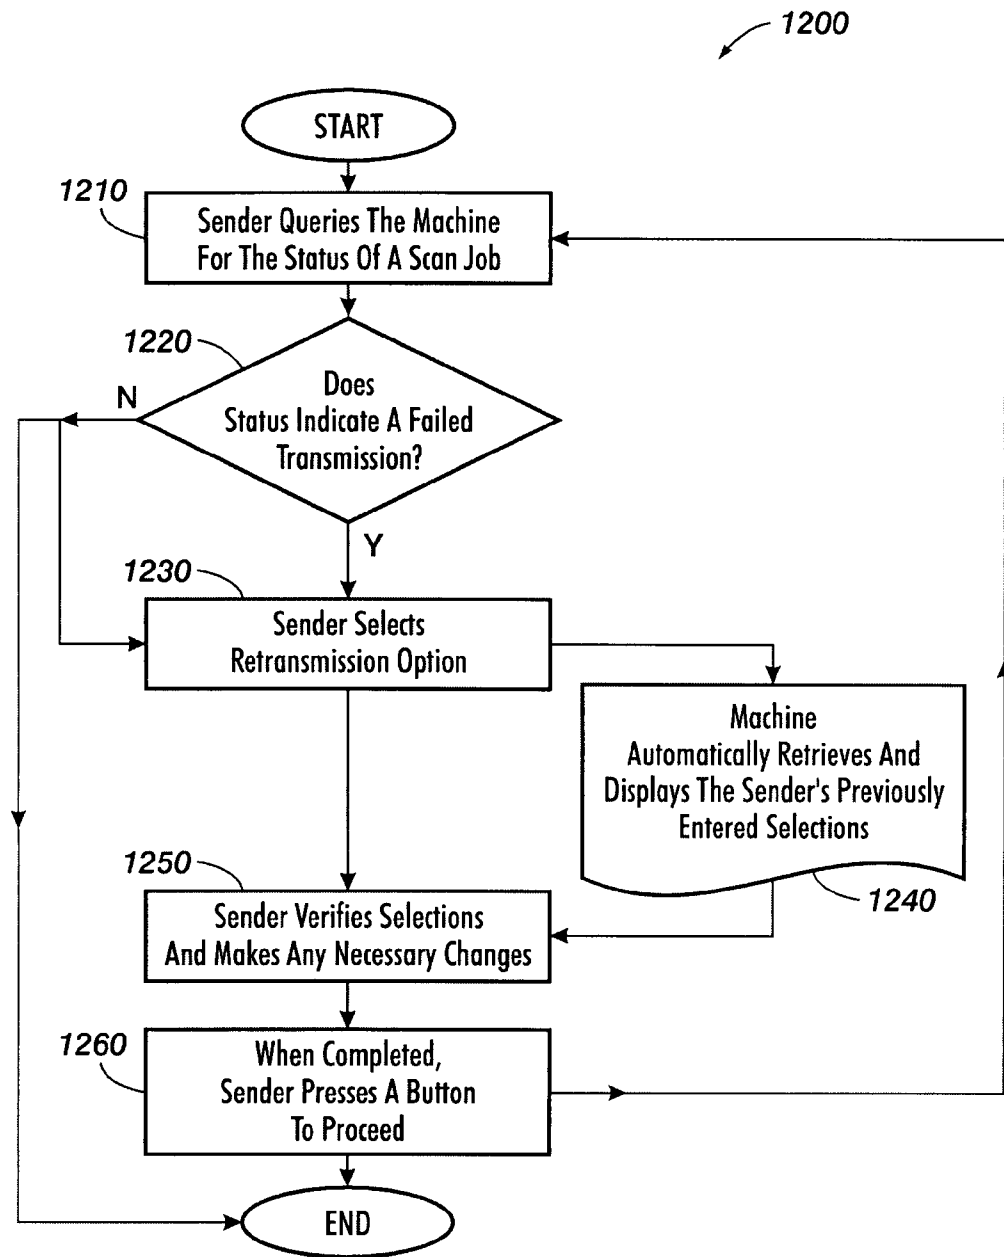 1200
START
1210
Sender Queries The Machine
For The Status Of A Scan Job
1220
N
Does
Status Indicate A Failed
Transmission?
Y
1230
Sender Selects
Retransmission Option
Machine
Automatically Retrieves And
Displays The Sender's Previously
Entered Selections
1240
1250
Sender Verifies Selections
And Makes Any Necessary Changes
1260
When Completed,
Sender Presses A Button
To Proceed
END